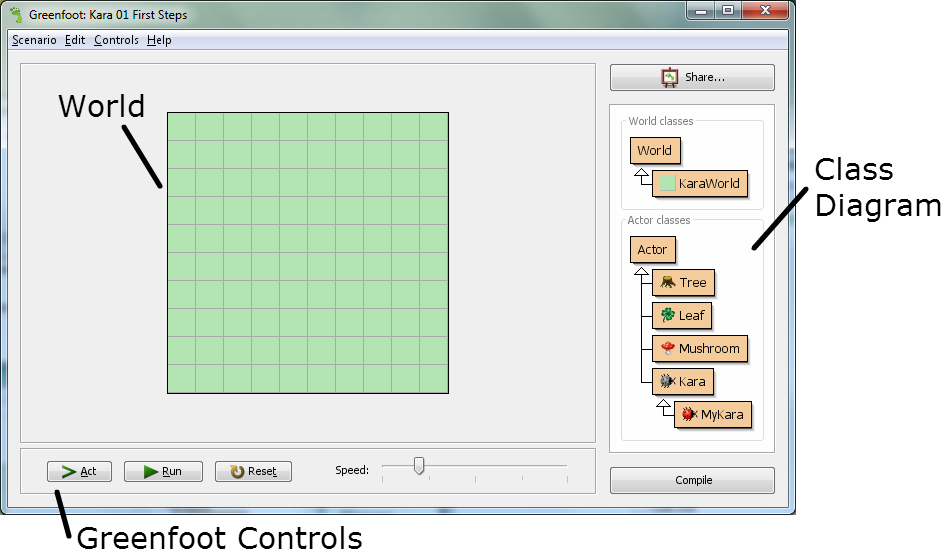 Greenfoot: Kara 01 First Steps
Scenario Edit Controls Help
World
Share...
World classes
World
KaraWorld
Class
Diagram
Actor classes
Actor
Tree
Leaf
Mushroom
Kara
MyKara
Act Run Reset Speed:
Compile
Greenfoot Controls